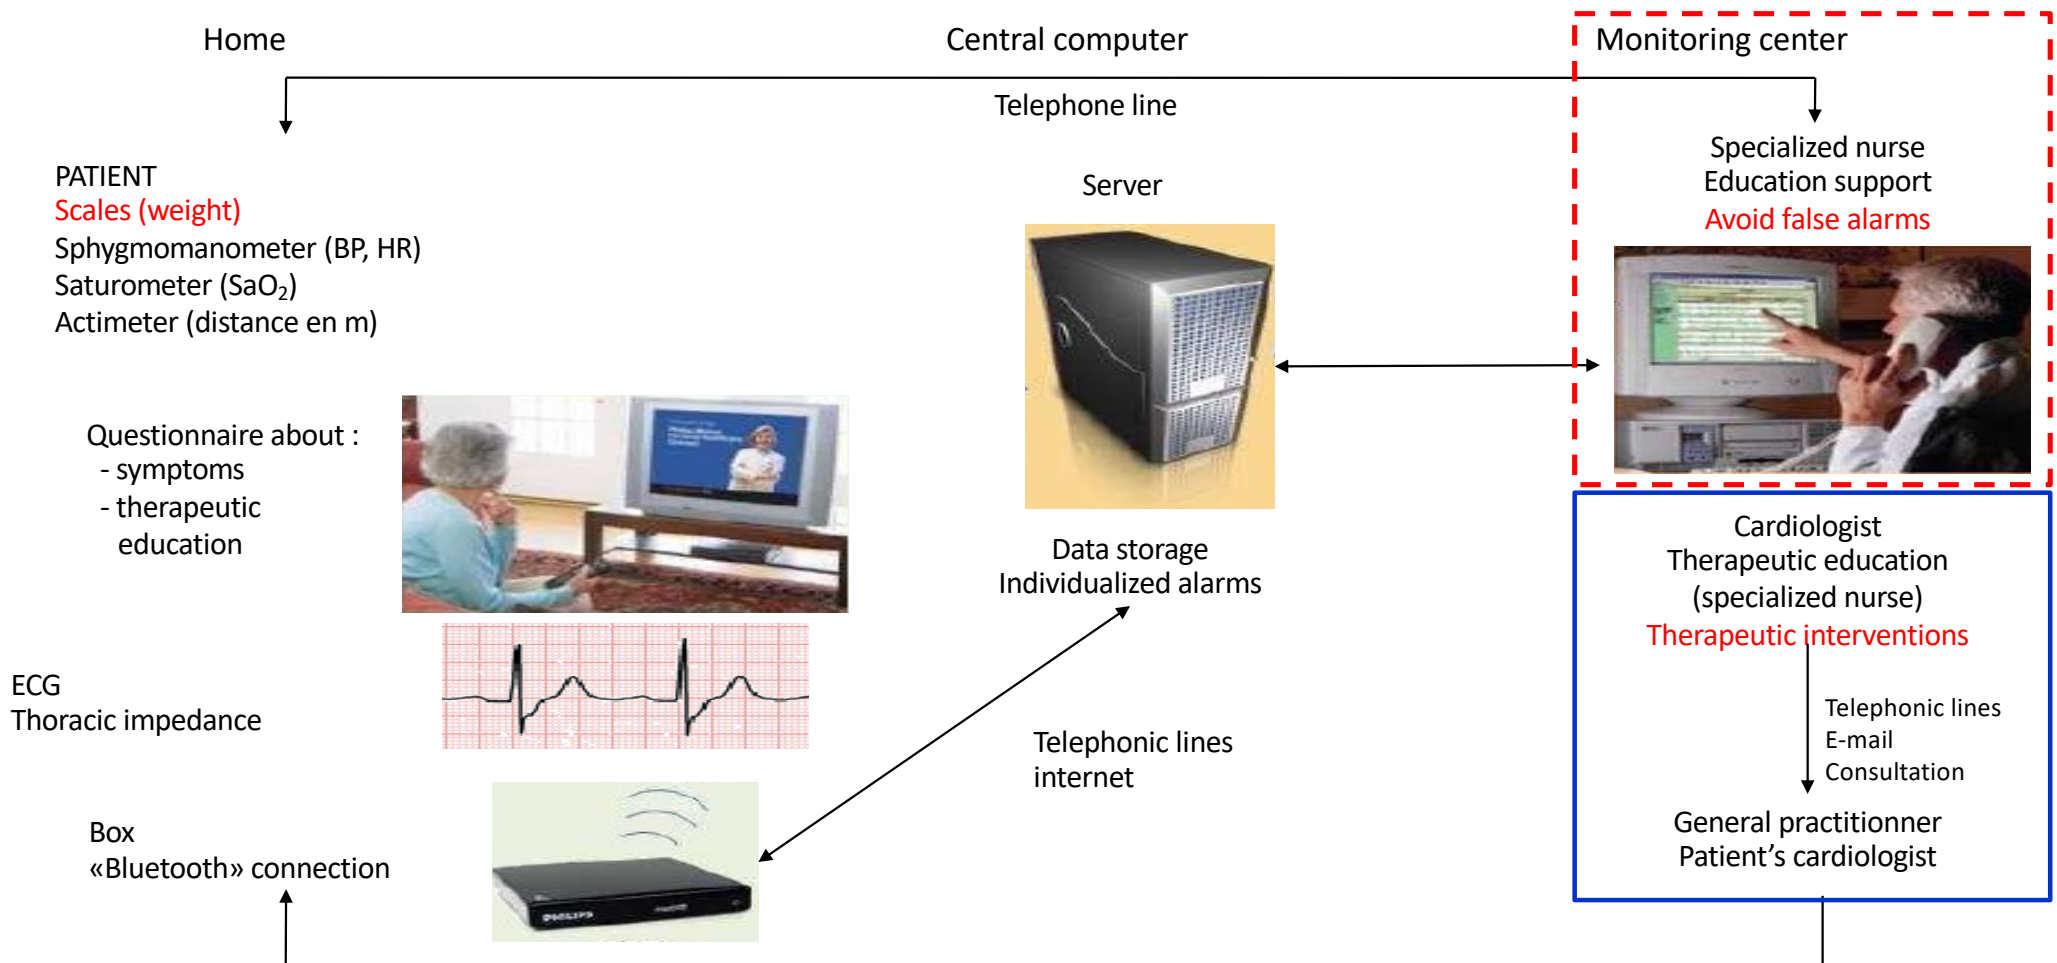 Home
Central computer
Monitoring center
Telephone line
PATIENT
Scales (weight)
Sphygmomanometer (BP, HR)
Saturometer (SaO₂)
Actimeter (distance en m)
Server
Specialized nurse
Education support
Avoid false alarms
Questionnaire about :
- symptoms
- therapeutic
education
Data storage
Individualized alarms
Cardiologist
Therapeutic education
(specialized nurse)
Therapeutic interventions
ECG
Thoracic impedance
Telephonic lines
internet
Telephonic lines
E-mail
Consultation
Box
«Bluetooth» connection
PHILIPS
General practitionner
Patient’s cardiologist